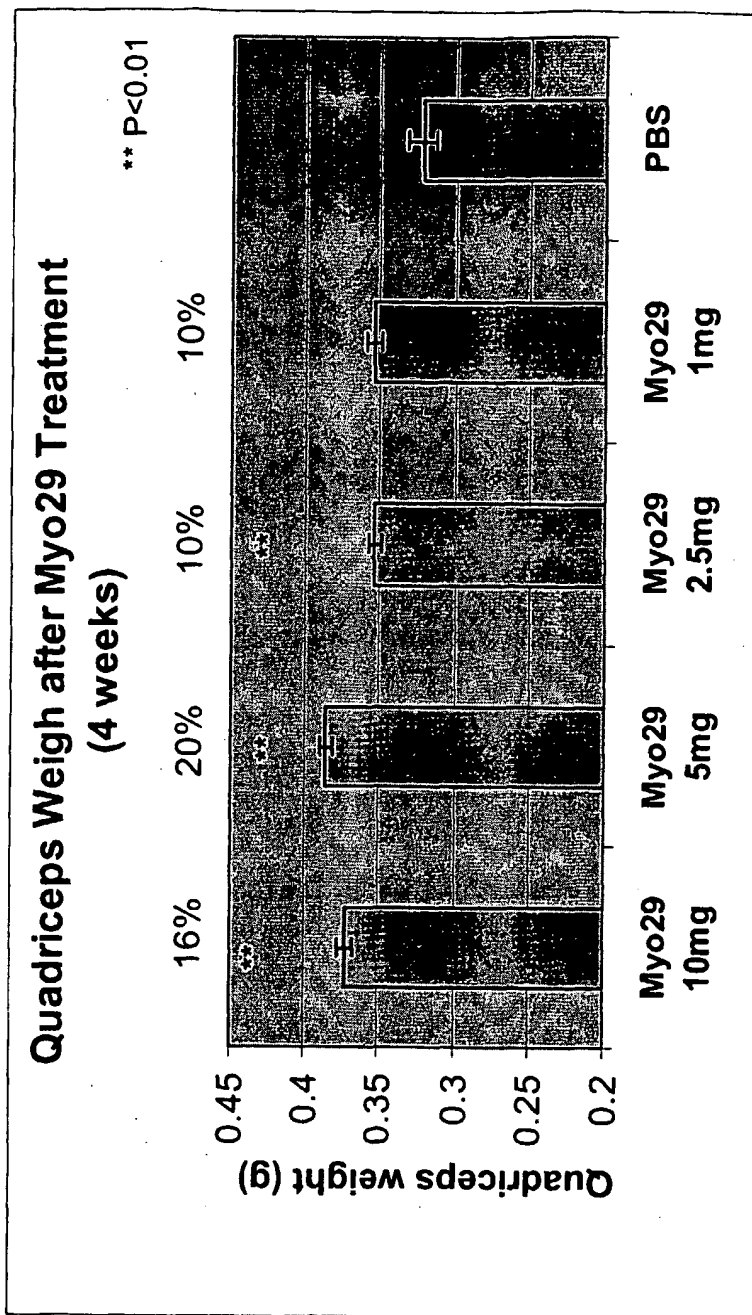 Quadriceps Weigh after Myo29 Treatment
(4 weeks)
** P<0.01
16% 20% 10% 10%
** ** **
Quadriceps weight (g)
0.45
0.4
0.35
0.3
0.25
0.2
Myo29 Myo29 Myo29 Myo29 PBS
10mg 5mg 2.5mg 1mg